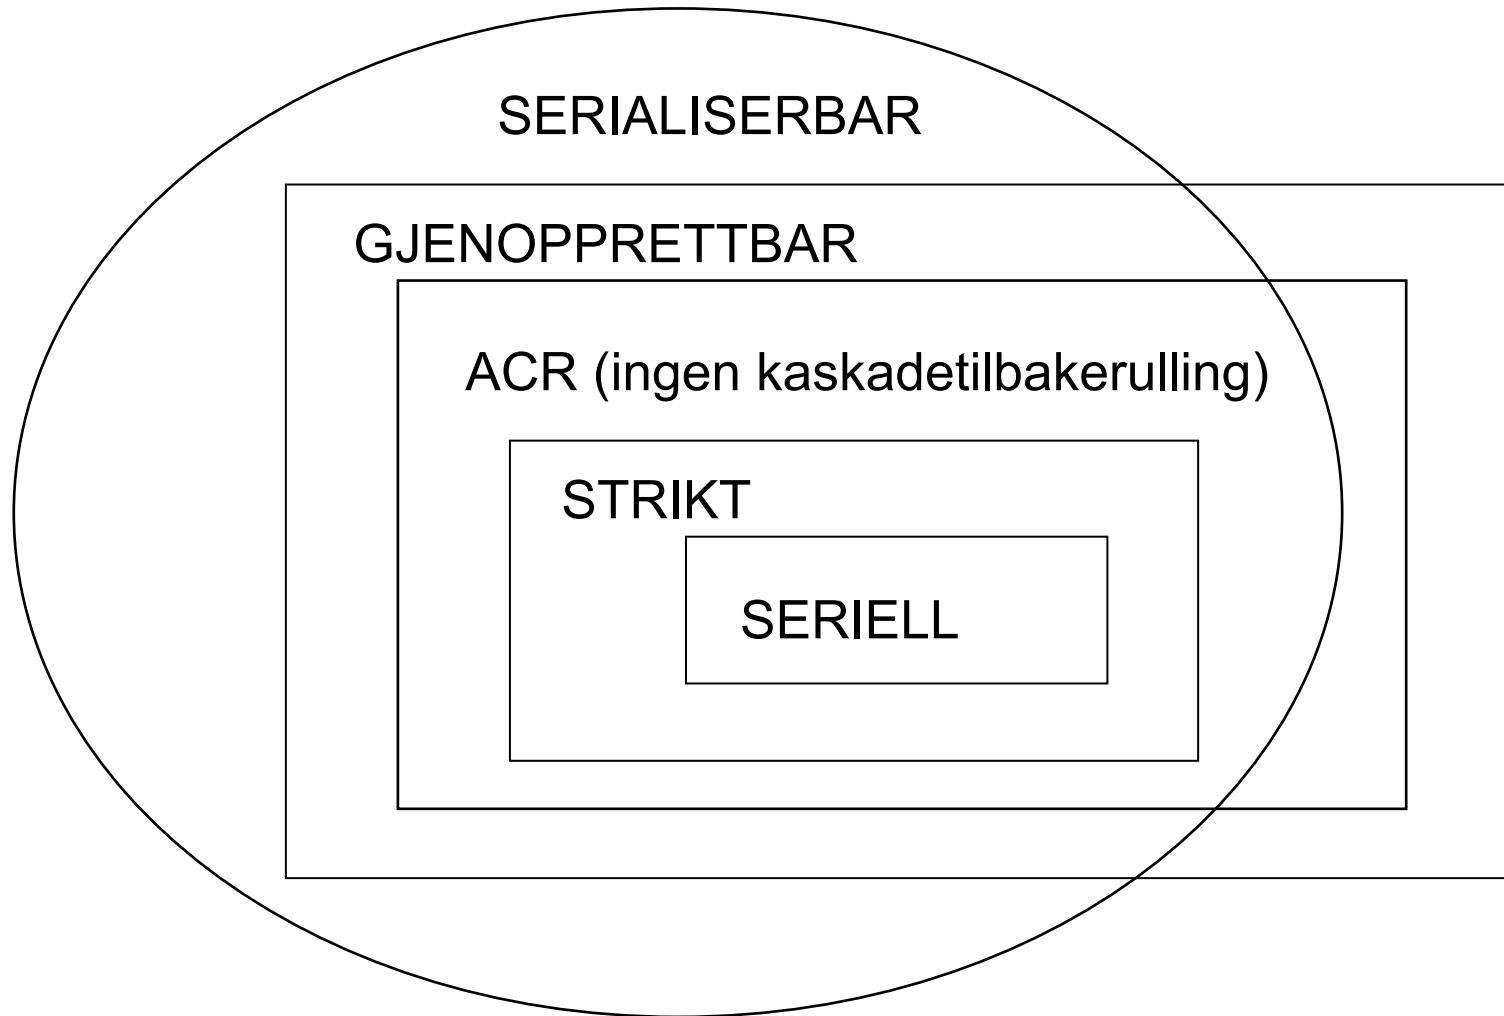 SERIALISERBAR
GJENOPPRETTBAR
ACR (ingen kaskadetilbakerulling)
STRIKT
SERIELL